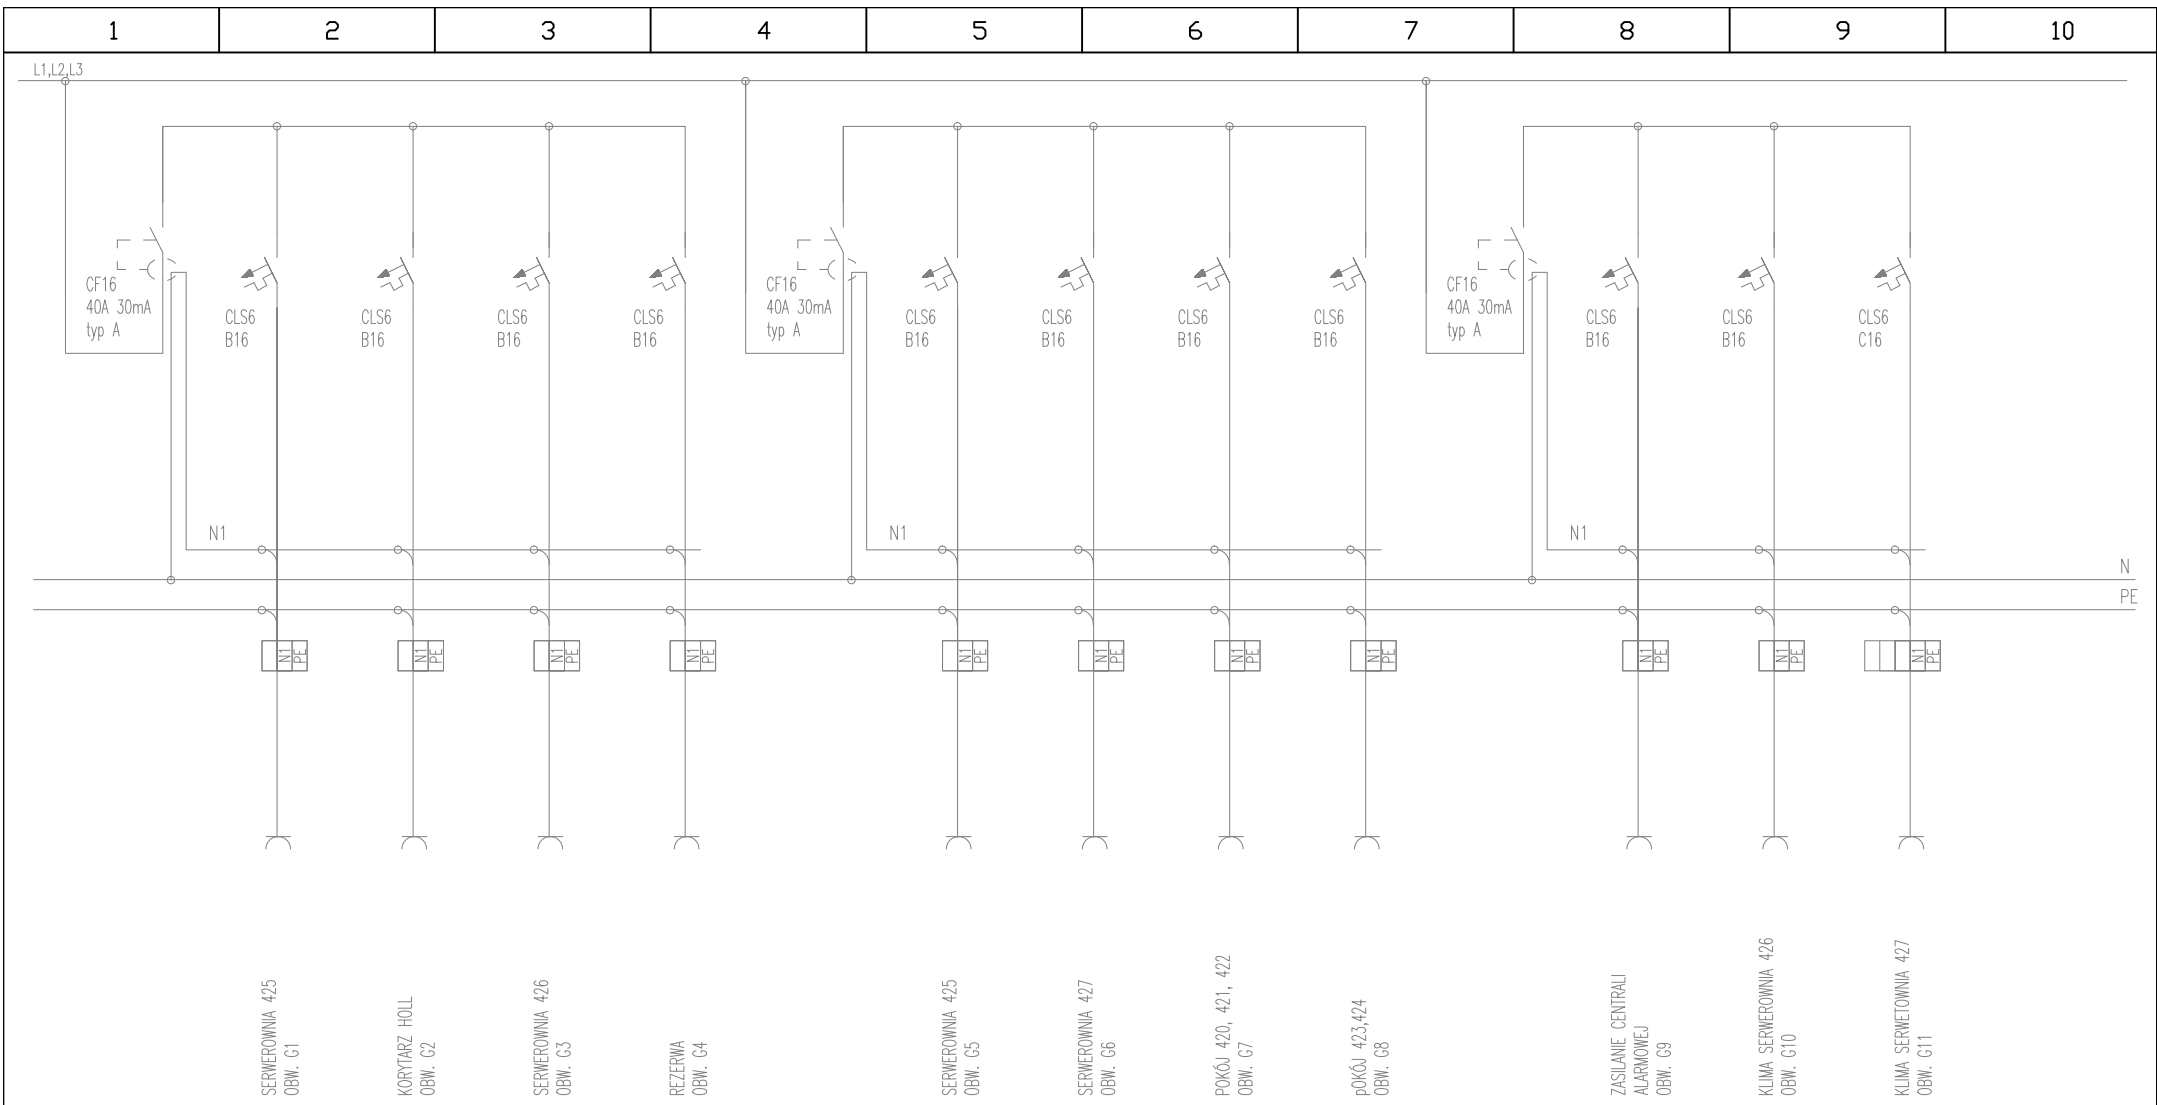 1 2 3 4 5 6 7 8 9 10
L1,L2,L3
CF16
40A 30mA
typ A
CLS6
B16
CLS6
B16
CLS6
B16
CLS6
B16
CF16
40A 30mA
typ A
CLS6
B16
CLS6
B16
CLS6
B16
CLS6
B16
CF16
40A 30mA
typ A
CLS6
B16
CLS6
B16
CLS6
C16
N1
N1
N1
N
PE
N1
PE
N1
PE
N1
PE
N1
PE
N1
PE
N1
PE
N1
PE
N1
PE
N1
PE
N1
PE
N1
PE
SERWEROWNIA 425
OBW. G1
KORYTARZ HOLL
OBW. G2
SERWEROWNIA 426
OBW. G3
REZERWA
OBW. G4
SERWEROWNIA 425
OBW. G5
SERWEROWNIA 427
OBW. G6
POKÓJ 420, 421, 422
OBW. G7
pOKÓJ 423,424
OBW. G8
ZASILANIE CENTRALI
ALARMOWEJ
OBW. G9
KLIMA SERWEROWNIA 426
OBW. G10
KLIMA SERWETOWNIA 427
OBW. G11